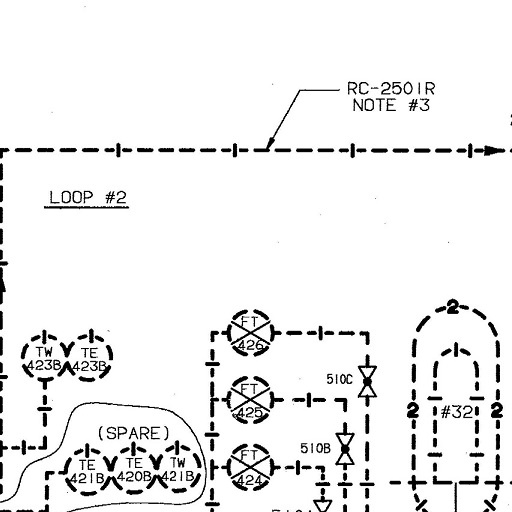 RC-2501R
NOTE #3
LOOP #2
2
FT
426
TW
423B
TE
423B
510C
FT
425
2
#32
2
(SPARE)
510B
TE
421B
TE
420B
TW
421B
FT
424